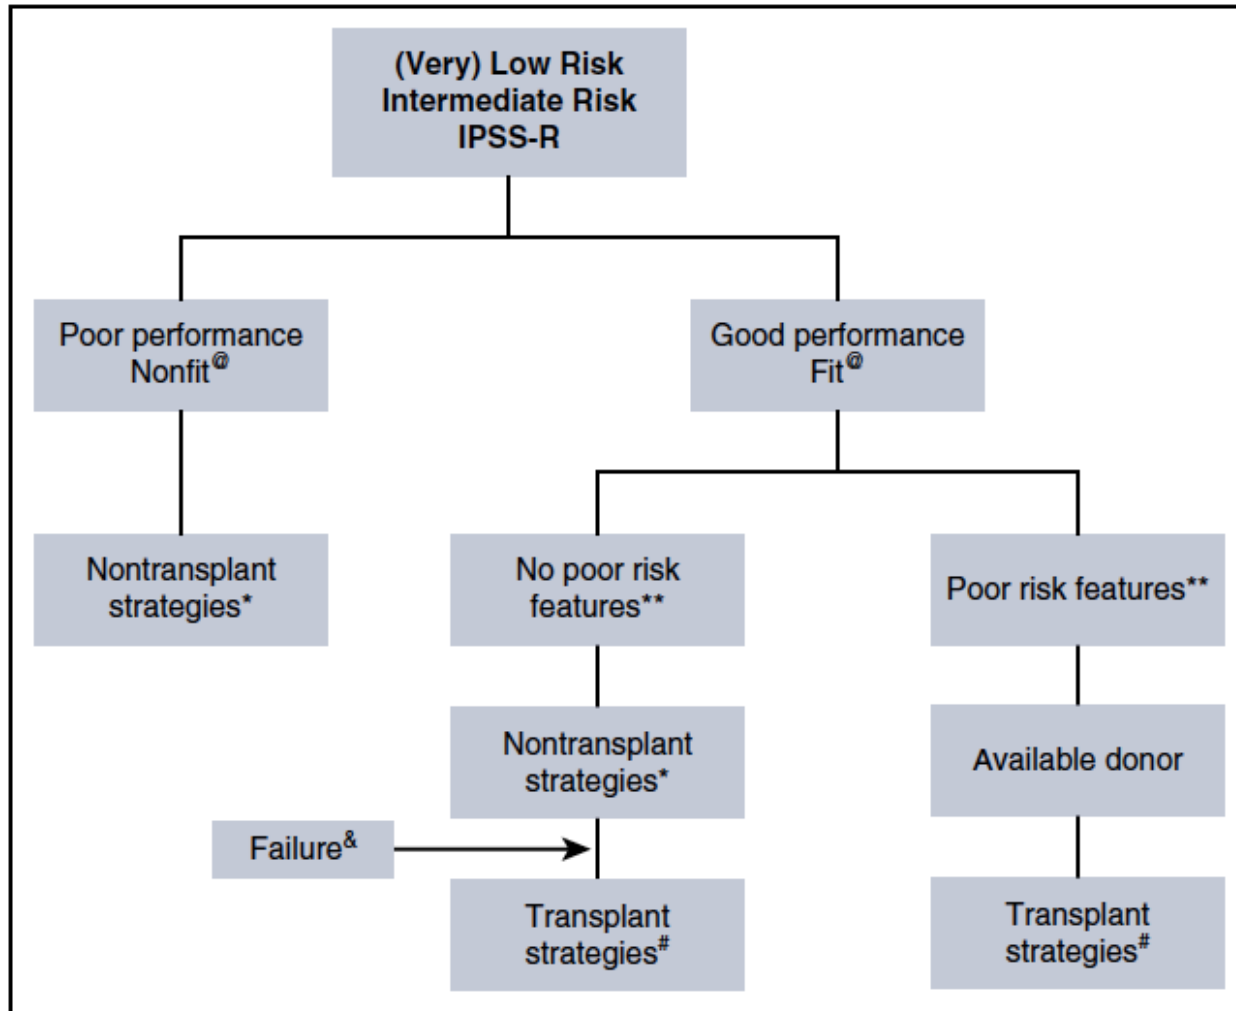 (Very) Low Risk
Intermediate Risk
IPSS-R
Poor performance
Nonfit@
Good performance
Fit@
Nontransplant
strategies*
No poor risk
features**
Poor risk features**
Nontransplant
strategies*
Available donor
Failure&
Transplant
strategies#
Transplant
strategies#